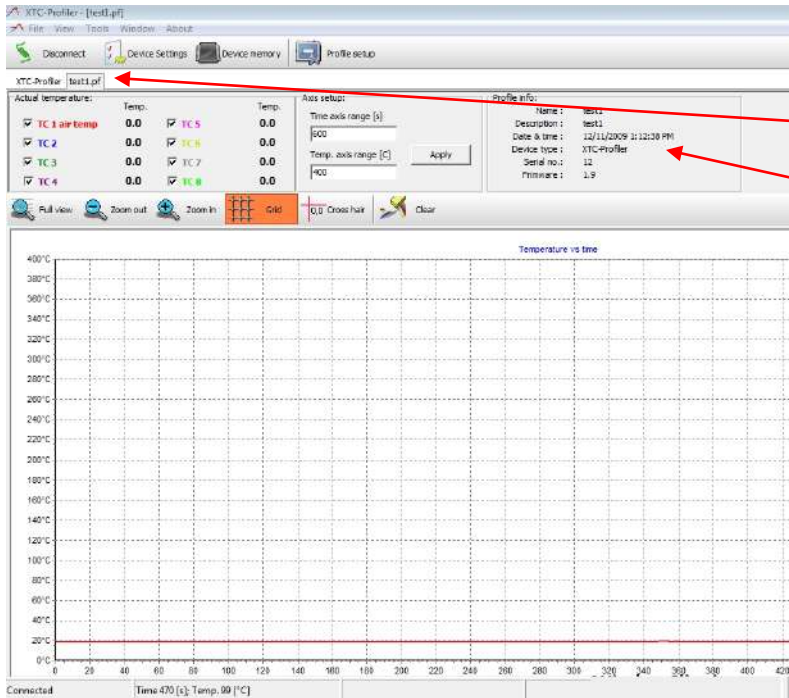 XTC-Profiler - [test1.pf]
File View Tools Window About
Disconnect Device Settings Device memory Profile setup
XTC-Profiler test1.pf
Actual temperature: Axis setup: Profile info:
Temp. Temp. Time axis range [s] Name : test1
TC 1 air temp 0.0 TC 5 0.0 600 Description : test1
TC 2 0.0 TC 6 0.0 Date & time : 12/11/2009 1:12:38 PM
Temp. axis range [C] Apply Device type : XTC-Profiler
TC 3 0.0 TC 7 0.0 Serial no.: 12
TC 4 0.0 TC 8 0.0 400 Firmware : 1.9
Full view Zoom out Zoom in Grid 0,0 Cross hair Clear
Temperature vs time
400°C
380°C
360°C
340°C
320°C
300°C
280°C
260°C
240°C
220°C
200°C
180°C
160°C
140°C
120°C
100°C
80°C
60°C
40°C
20°C
0°C
0 20 40 60 80 100 120 140 160 180 200 220 240 260 280 300 320 340 360 380 400 420
Connected Time 470 [s]; Temp. 99 [°C]